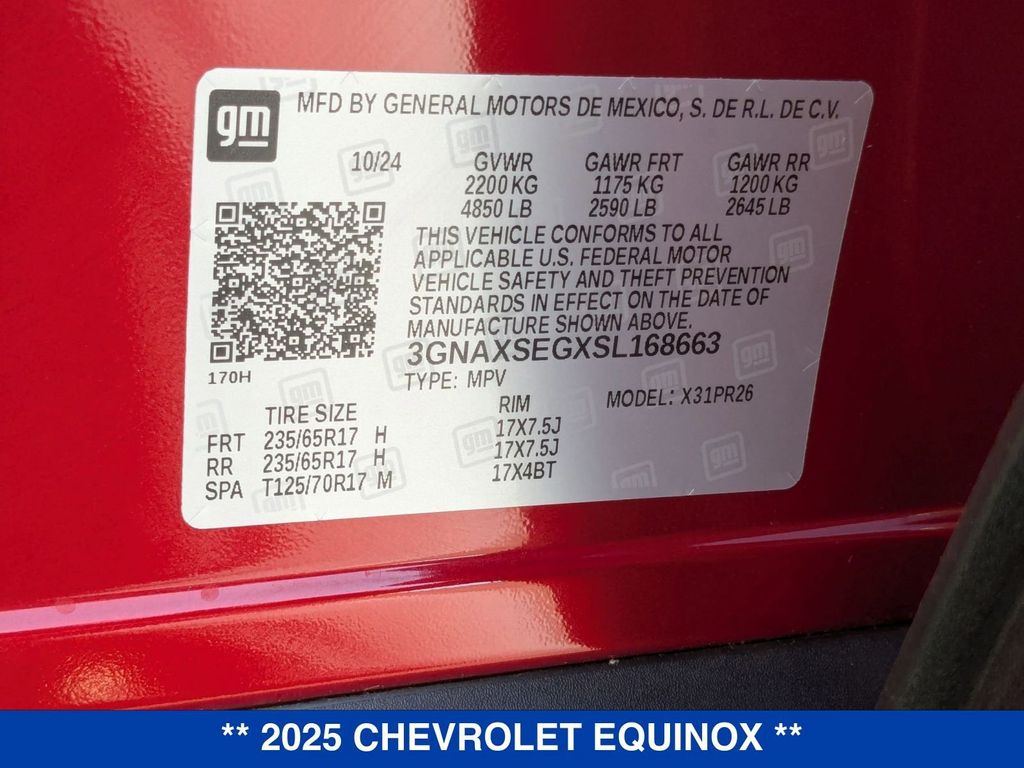 gm
MFD BY GENERAL MOTORS DE MEXICO, S. DE R.L. DE C.V.
10/24 GVWR GAWR FRT GAWR RR
2200 KG 1175 KG 1200 KG
4850 LB 2590 LB 2645 LB
THIS VEHICLE CONFORMS TO ALL
APPLICABLE U.S. FEDERAL MOTOR
VEHICLE SAFETY AND THEFT PREVENTION
STANDARDS IN EFFECT ON THE DATE OF
MANUFACTURE SHOWN ABOVE.
3GNAXSEGXSL168663
170H
TYPE: MPV MODEL: X31PR26
TIRE SIZE RIM
FRT 235/65R17 H 17X7.5J
RR 235/65R17 H 17X7.5J
SPA T125/70R17 M 17X4BT
** 2025 CHEVROLET EQUINOX **